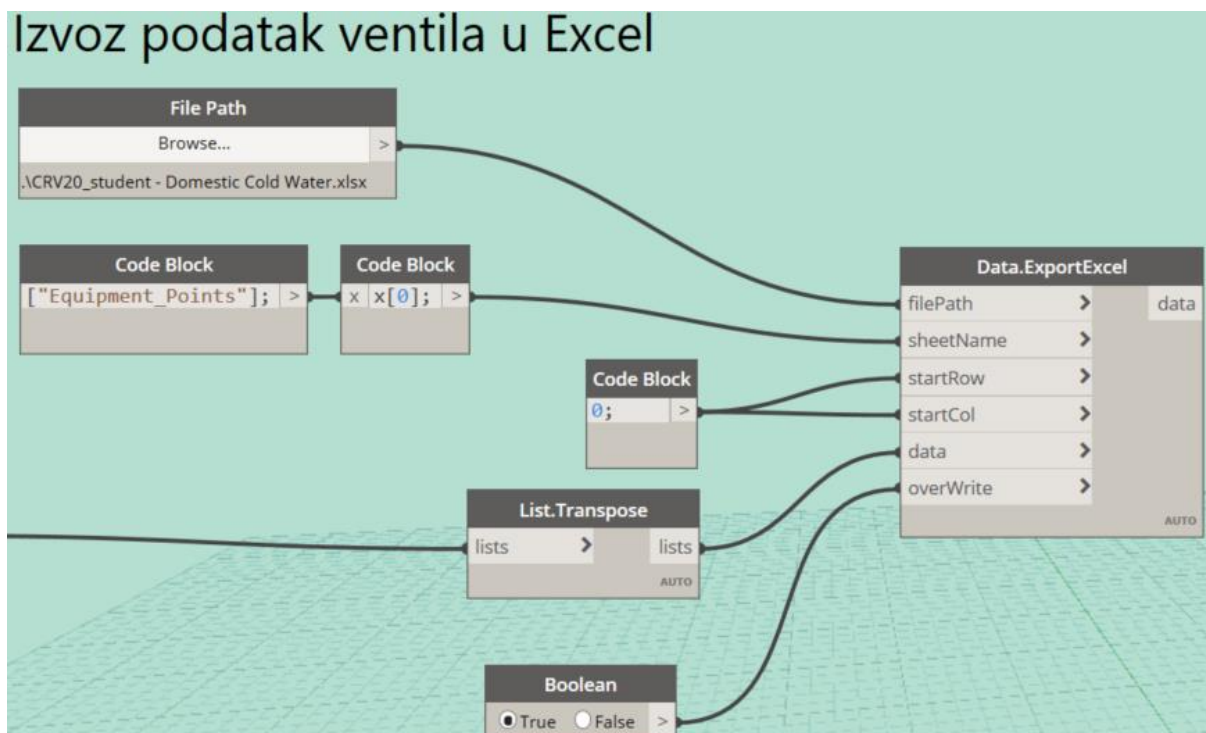 Izvoz podatak ventila u Excel
File Path
Browse... >
.\CRV20_student - Domestic Cold Water.xlsx
Code Block
["Equipment_Points"]; >
Code Block
x x[0]; >
Data.ExportExcel
filePath > data
sheetName >
startRow >
startCol >
data >
overWrite >
AUTO
Code Block
0; >
List.Transpose
lists > lists
AUTO
Boolean
True False >